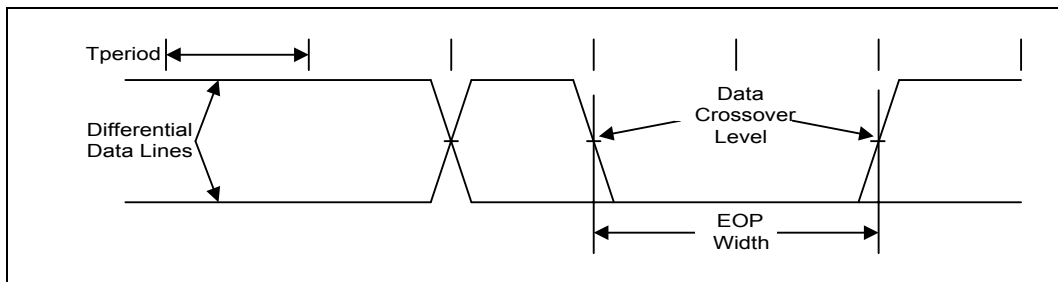 Tperiod
Differential
Data Lines
Data
Crossover
Level
EOP
Width